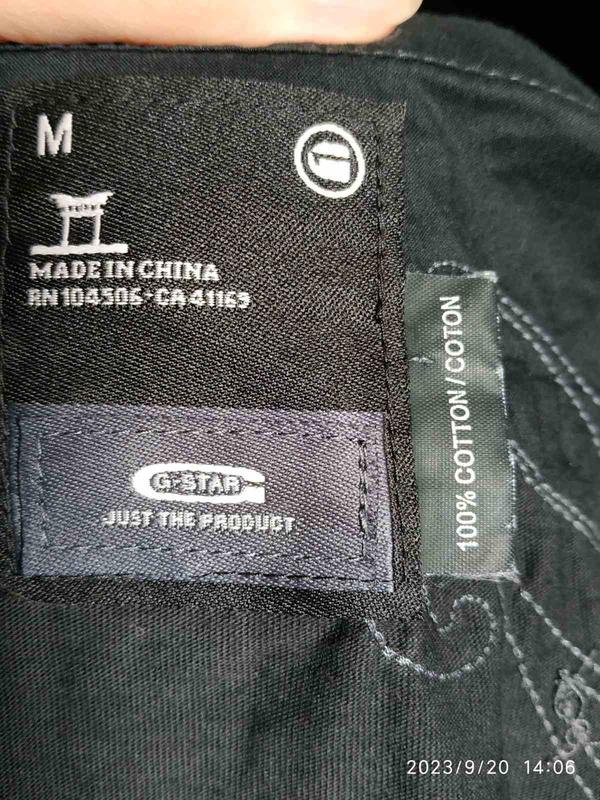 M
1
MADE IN CHINA
RN 104506-CA 41169
G-STAR
JUST THE PRODUCT
100% COTTON / COTON
2023/9/20 14:06